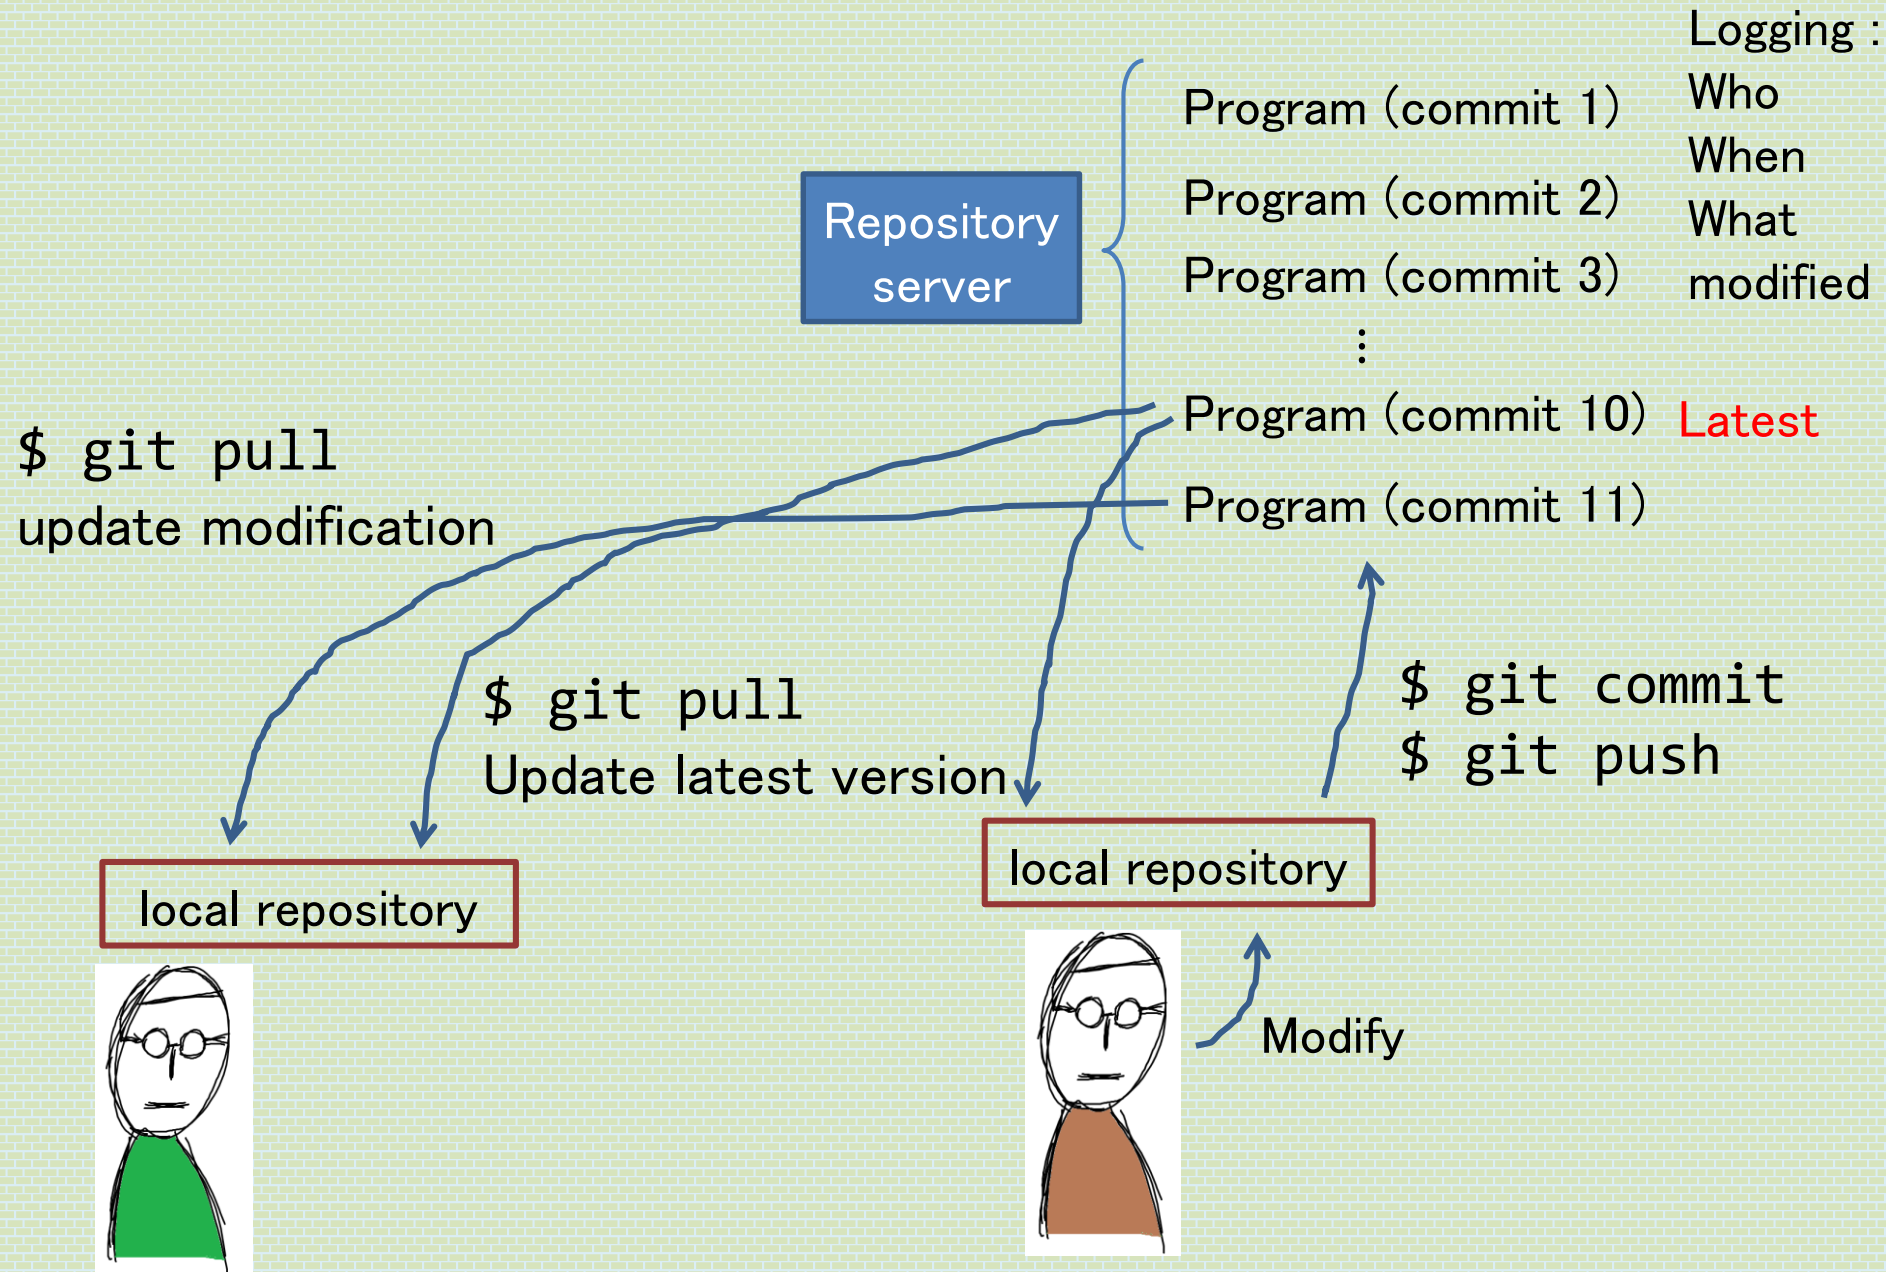 Logging :
Who
When
What
modified
Program (commit 1)
Program (commit 2)
Program (commit 3)
⋮
Program (commit 10)
Latest
Program (commit 11)
Repository
server
$ git pull
update modification
$ git pull
Update latest version
$ git commit
$ git push
local repository
local repository
Modify